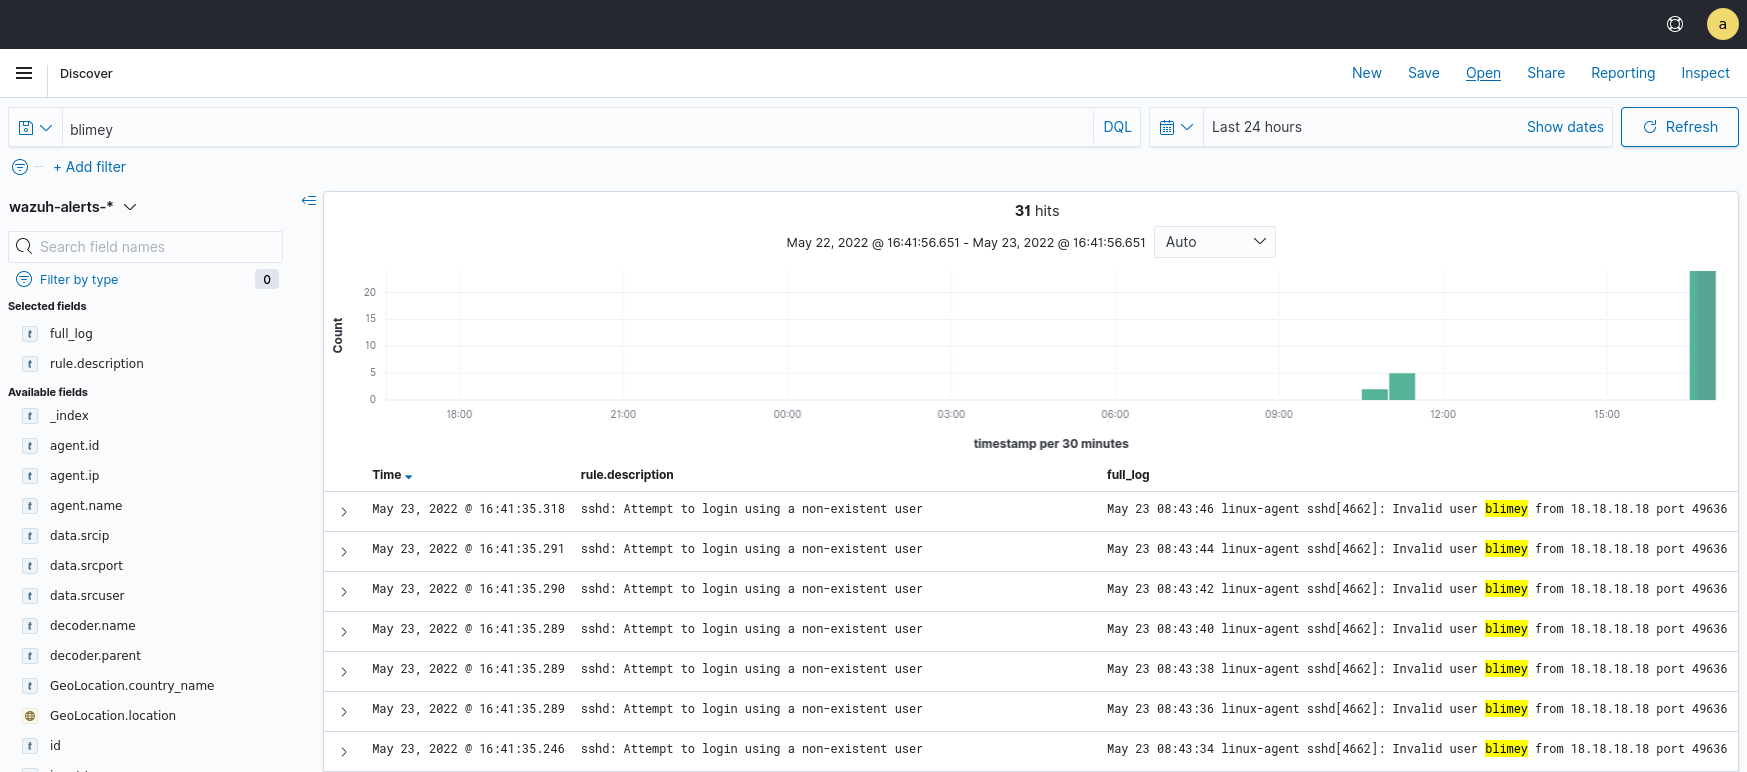 a
Discover
New Save Open Share Reporting Inspect
blimey DQL Last 24 hours Show dates Refresh
+ Add filter
wazuh-alerts-*
Search field names
Filter by type 0
Selected fields
t full_log
t rule.description
Available fields
t _index
t agent.id
t agent.ip
t agent.name
t data.srcip
t data.srcport
t data.srcuser
t decoder.name
t decoder.parent
t GeoLocation.country_name
GeoLocation.location
t id
31 hits
May 22, 2022 @ 16:41:56.651 - May 23, 2022 @ 16:41:56.651 Auto
Count
20
15
10
5
0
18:00 21:00 00:00 03:00 06:00 09:00 12:00 15:00
timestamp per 30 minutes
Time rule.description full_log
May 23, 2022 @ 16:41:35.318 sshd: Attempt to login using a non-existent user May 23 08:43:46 linux-agent sshd[4662]: Invalid user blimey from 18.18.18.18 port 49636
May 23, 2022 @ 16:41:35.291 sshd: Attempt to login using a non-existent user May 23 08:43:44 linux-agent sshd[4662]: Invalid user blimey from 18.18.18.18 port 49636
May 23, 2022 @ 16:41:35.290 sshd: Attempt to login using a non-existent user May 23 08:43:42 linux-agent sshd[4662]: Invalid user blimey from 18.18.18.18 port 49636
May 23, 2022 @ 16:41:35.289 sshd: Attempt to login using a non-existent user May 23 08:43:40 linux-agent sshd[4662]: Invalid user blimey from 18.18.18.18 port 49636
May 23, 2022 @ 16:41:35.289 sshd: Attempt to login using a non-existent user May 23 08:43:38 linux-agent sshd[4662]: Invalid user blimey from 18.18.18.18 port 49636
May 23, 2022 @ 16:41:35.289 sshd: Attempt to login using a non-existent user May 23 08:43:36 linux-agent sshd[4662]: Invalid user blimey from 18.18.18.18 port 49636
May 23, 2022 @ 16:41:35.246 sshd: Attempt to login using a non-existent user May 23 08:43:34 linux-agent sshd[4662]: Invalid user blimey from 18.18.18.18 port 49636